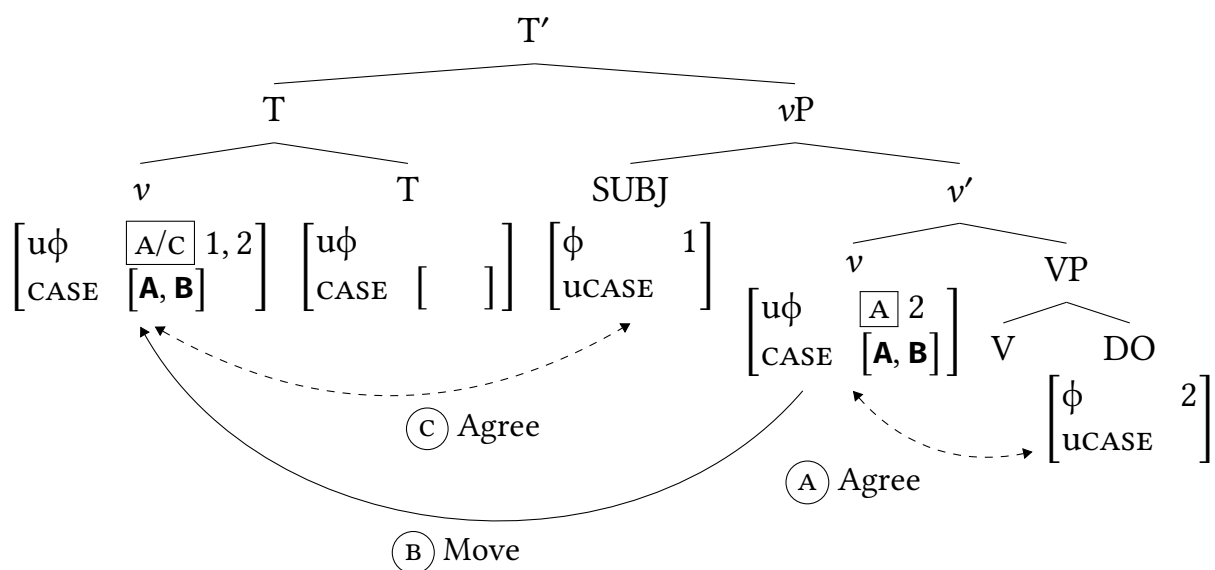 T′
T vP
v T SUBJ v′
[uϕ A/C 1, 2] [uϕ] [ϕ 1] v VP
[CASE [A, B]] [CASE [ ]] [uCASE]
[uϕ A 2] V DO
[CASE [A, B]]
[ϕ 2]
[uCASE]
C Agree
A Agree
B Move